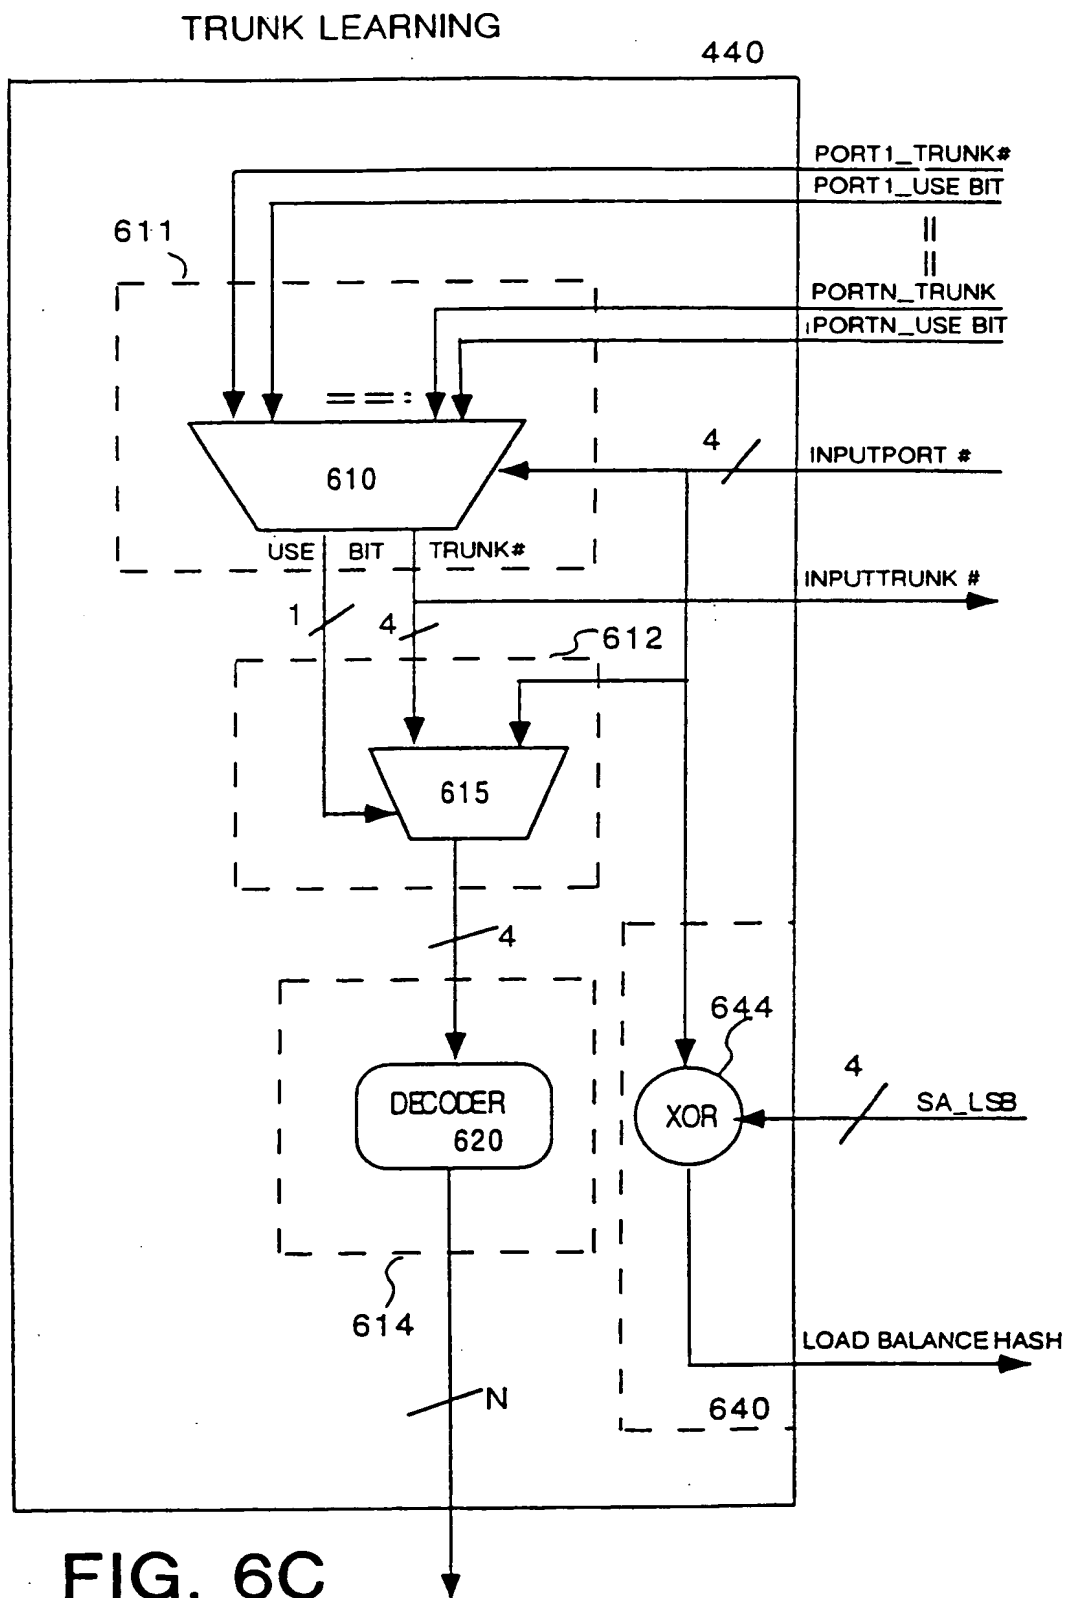 TRUNK LEARNING
440
PORT1_TRUNK#
PORT1_USE BIT
611
PORTN_TRUNK
PORTN_USE BIT
4
INPUTPORT #
610
USE BIT TRUNK#
INPUTTRUNK #
1
4
612
615
4
644
4
SA_LSB
DECODER
620
XOR
614
LOAD BALANCE HASH
N
640
FIG. 6C